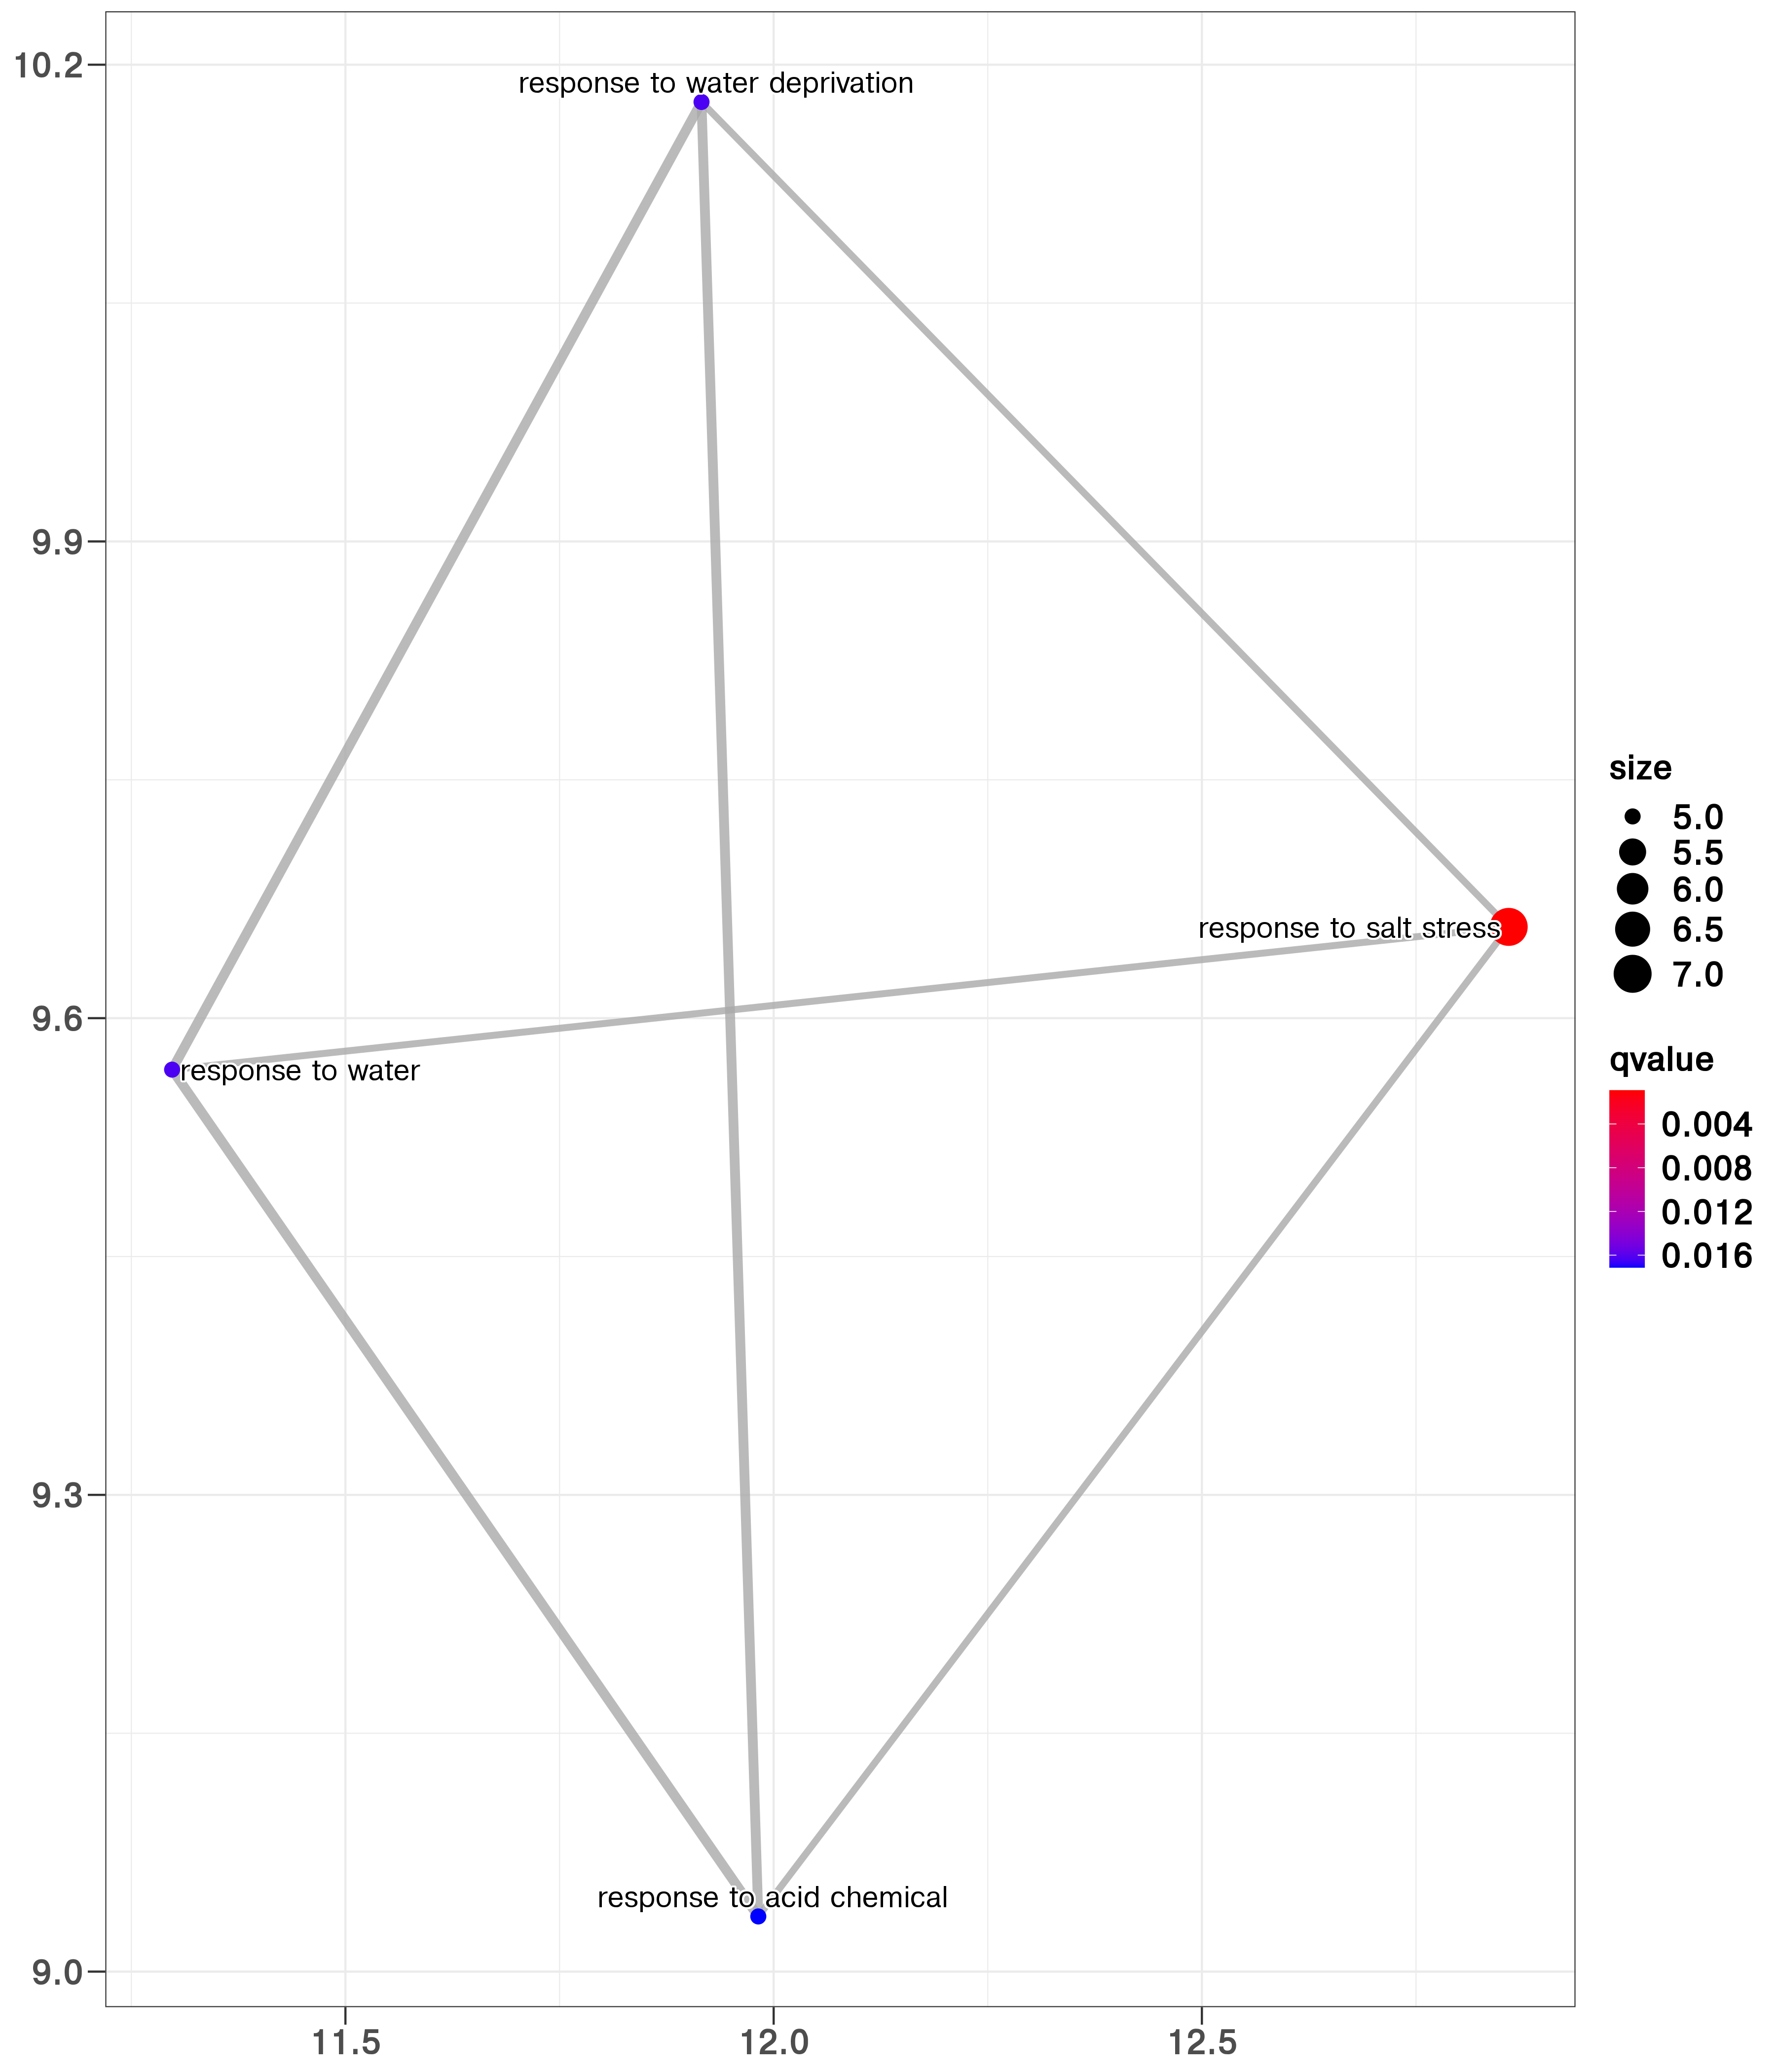 10.2
response to water deprivation
9.9
size
5.0
5.5
6.0
response to salt stress
6.5
7.0
9.6
qvalue
response to water
0.004
0.008
0.012
0.016
9.3
response to acid chemical
9.0
11.5 12.0 12.5